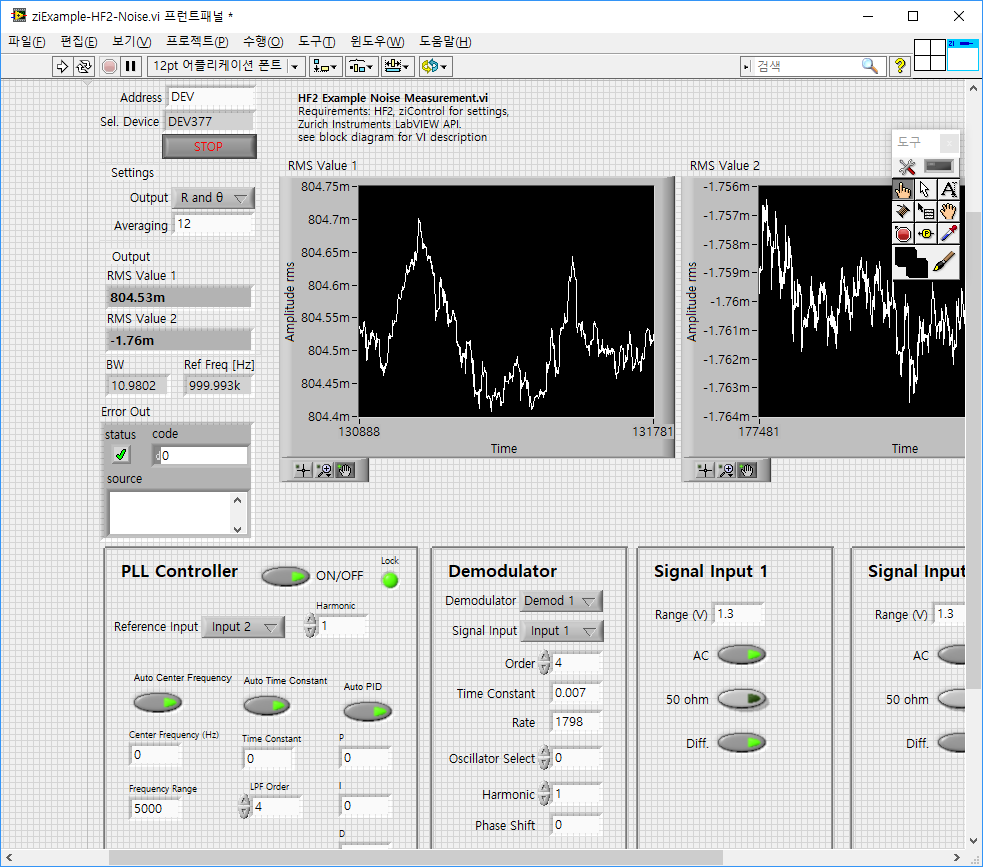 ziExample-HF2-Noise.vi 프런트패널 *
파일(F) 편집(E) 보기(V) 프로젝트(P) 수행(O) 도구(T) 윈도우(W) 도움말(H)
12pt 어플리케이션 폰트
검색
?
도구
Address DEV
Sel. Device DEV377
STOP
HF2 Example Noise Measurement.vi
Requirements: HF2, ziControl for settings,
Zurich Instruments LabVIEW API.
see block diagram for VI description
Settings
Output R and θ
Averaging 12
Output
RMS Value 1
804.53m
RMS Value 2
-1.76m
BW Ref Freq [Hz]
10.9802 999.993k
Error Out
status code
0
source
RMS Value 1
804.75m
804.7m
804.65m
804.6m
804.55m
804.5m
804.45m
804.4m
Amplitude rms
130888 131781
Time
RMS Value 2
-1.756m
-1.757m
-1.758m
-1.759m
-1.76m
-1.761m
-1.762m
-1.763m
-1.764m
Amplitude rms
177481
Time
PLL Controller
ON/OFF
Lock
Reference Input Input 2
Harmonic
1
Auto Center Frequency Auto Time Constant Auto PID
Center Frequency (Hz) Time Constant P
0 0 0
Frequency Range LPF Order I
5000 4 0
D
Demodulator
Demodulator Demod 1
Signal Input Input 1
Order 4
Time Constant 0.007
Rate 1798
Oscillator Select 0
Harmonic 1
Phase Shift 0
Signal Input 1
Range (V) 1.3
AC
50 ohm
Diff.
Signal Input
Range (V) 1.3
AC
50 ohm
Diff.